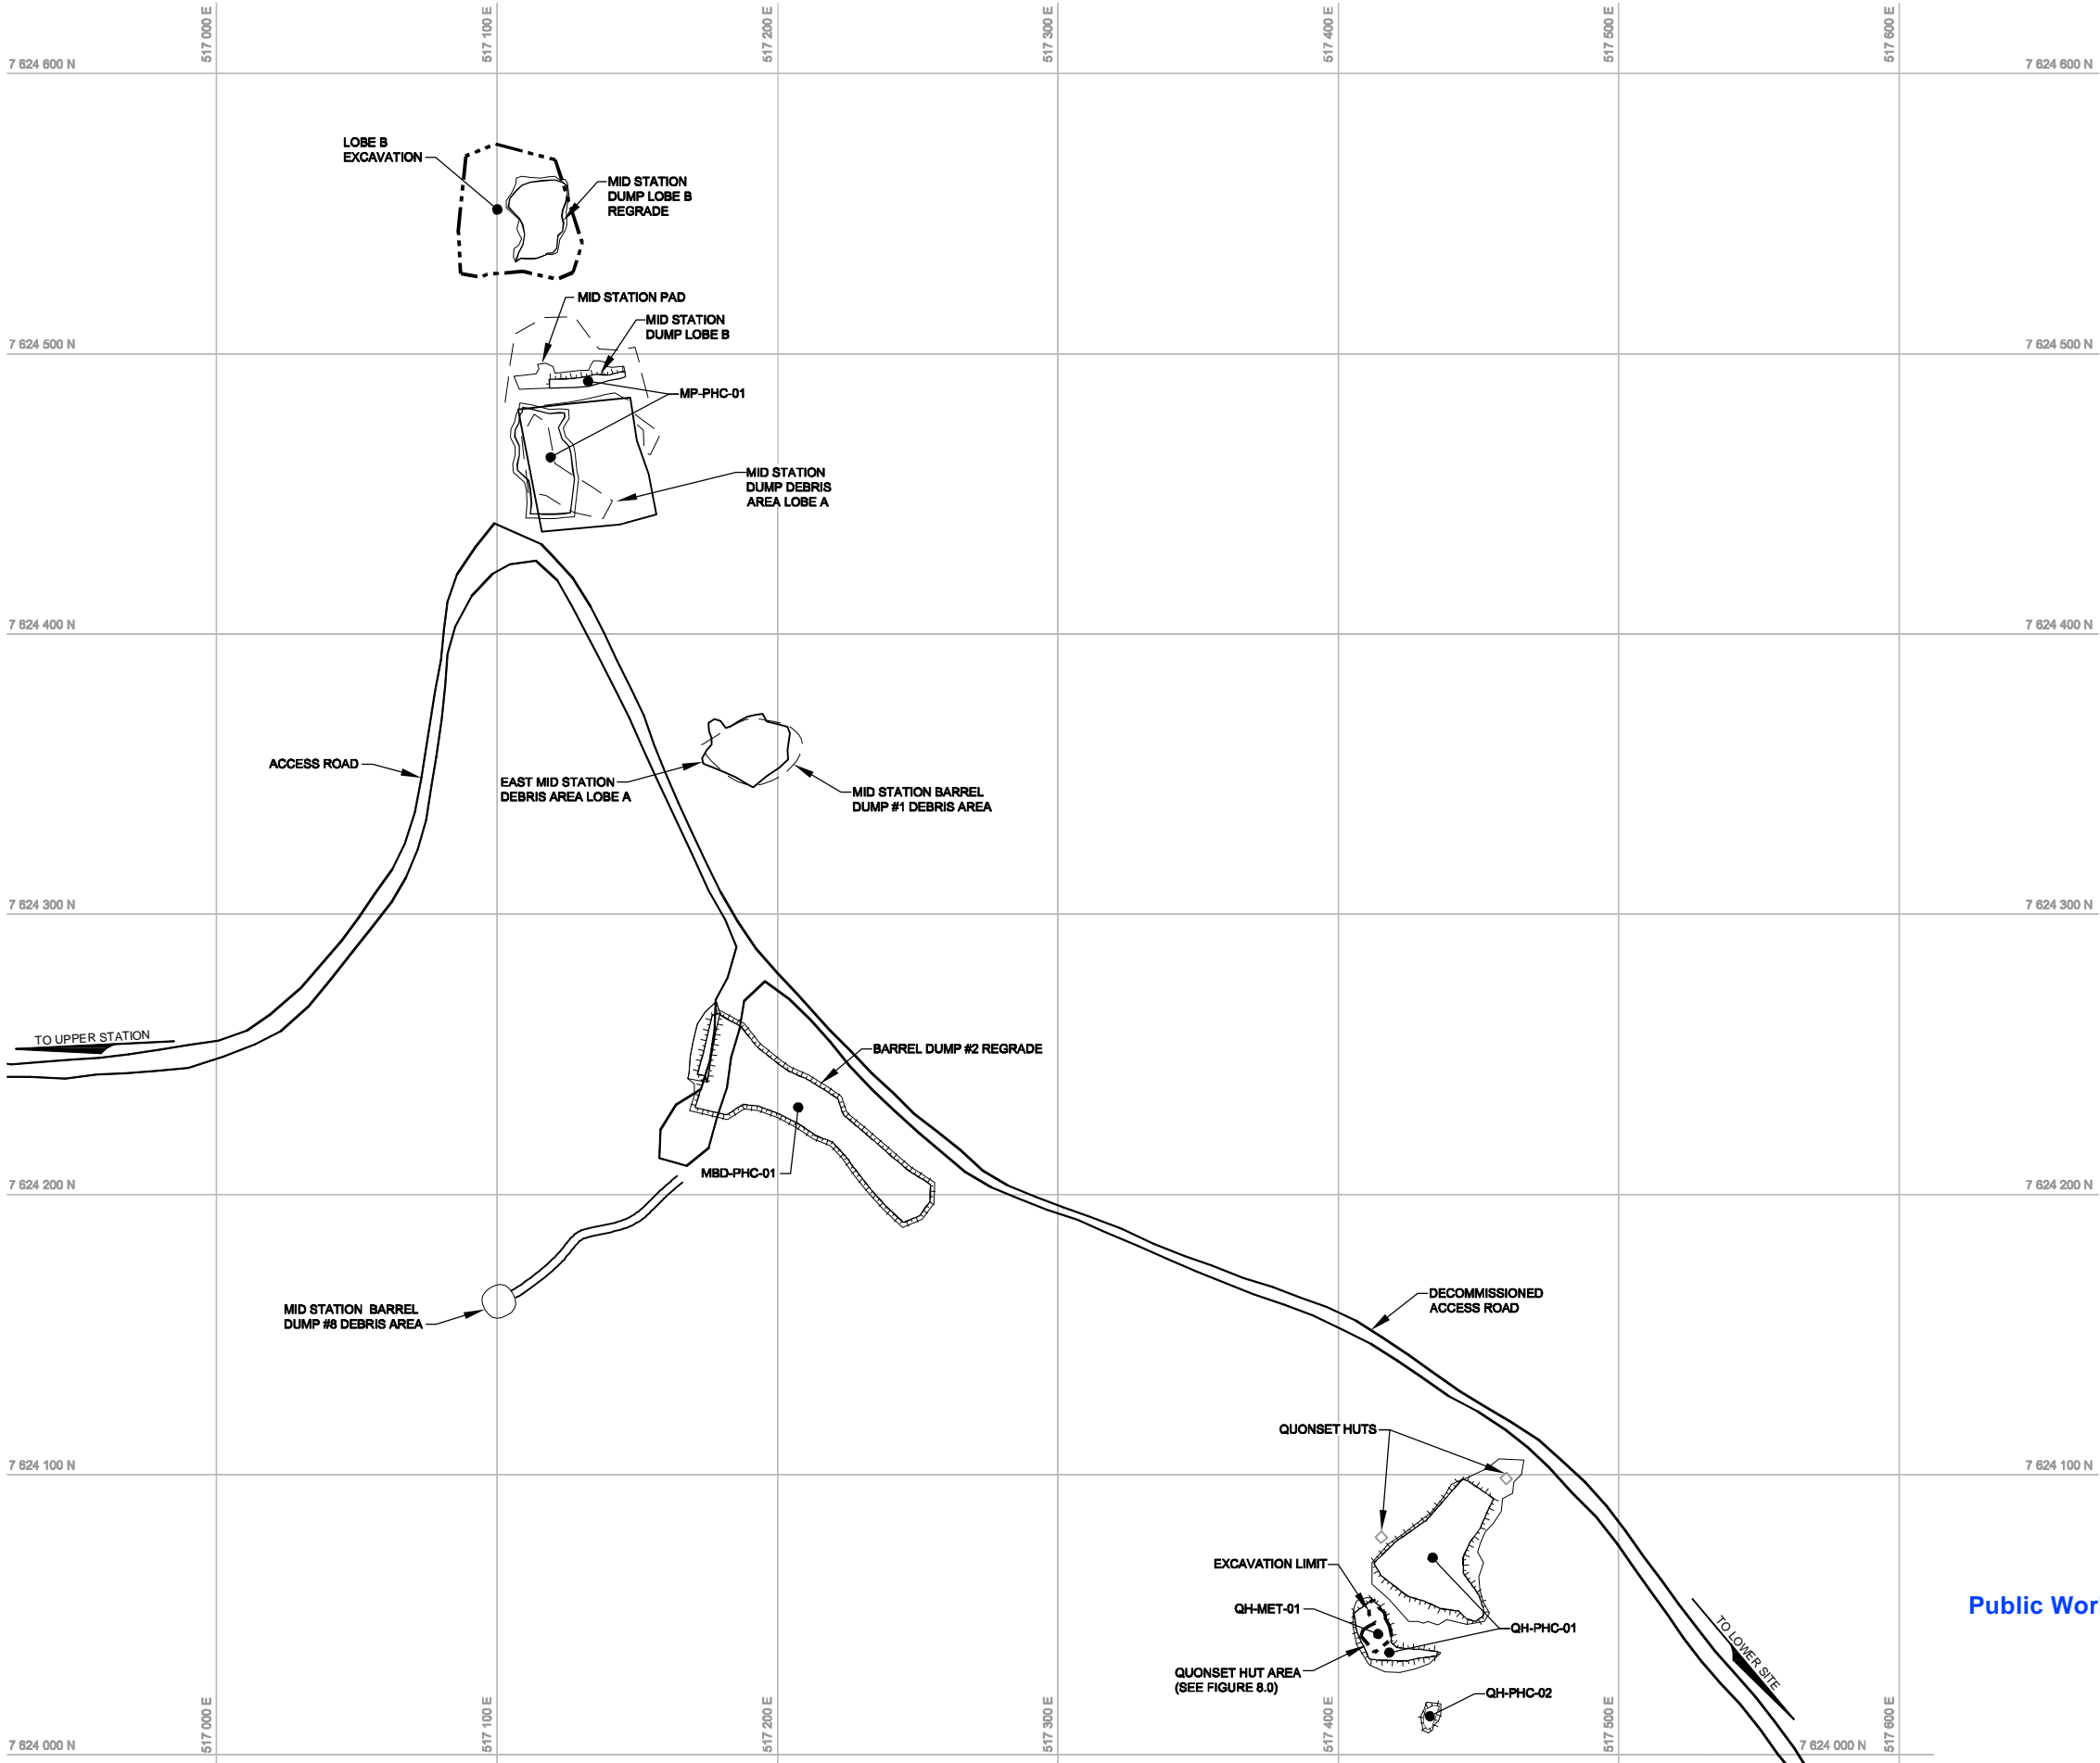 517 000 E
517 100 E
517 200 E
517 300 E
517 400 E
517 500 E
517 600 E
7 624 600 N
7 624 600 N
LOBE B
EXCAVATION
MID STATION
DUMP LOBE B
REGRADE
MID STATION PAD
MID STATION
DUMP LOBE B
7 624 500 N
7 624 500 N
MP-PHC-01
MID STATION
DUMP DEBRIS
AREA LOBE A
7 624 400 N
7 624 400 N
ACCESS ROAD
EAST MID STATION
DEBRIS AREA LOBE A
MID STATION BARREL
DUMP #1 DEBRIS AREA
7 624 300 N
7 624 300 N
TO UPPER STATION
BARREL DUMP #2 REGRADE
MBD-PHC-01
7 624 200 N
7 624 200 N
MID STATION BARREL
DUMP #8 DEBRIS AREA
DECOMMISSIONED
ACCESS ROAD
QUONSET HUTS
7 624 100 N
7 624 100 N
EXCAVATION LIMIT
QH-MET-01
Public Wor
QH-PHC-01
TO LOWER SITE
QUONSET HUT AREA
(SEE FIGURE 8.0)
QH-PHC-02
517 000 E
517 100 E
517 200 E
517 300 E
517 400 E
517 500 E
517 600 E
7 624 000 N
7 624 000 N